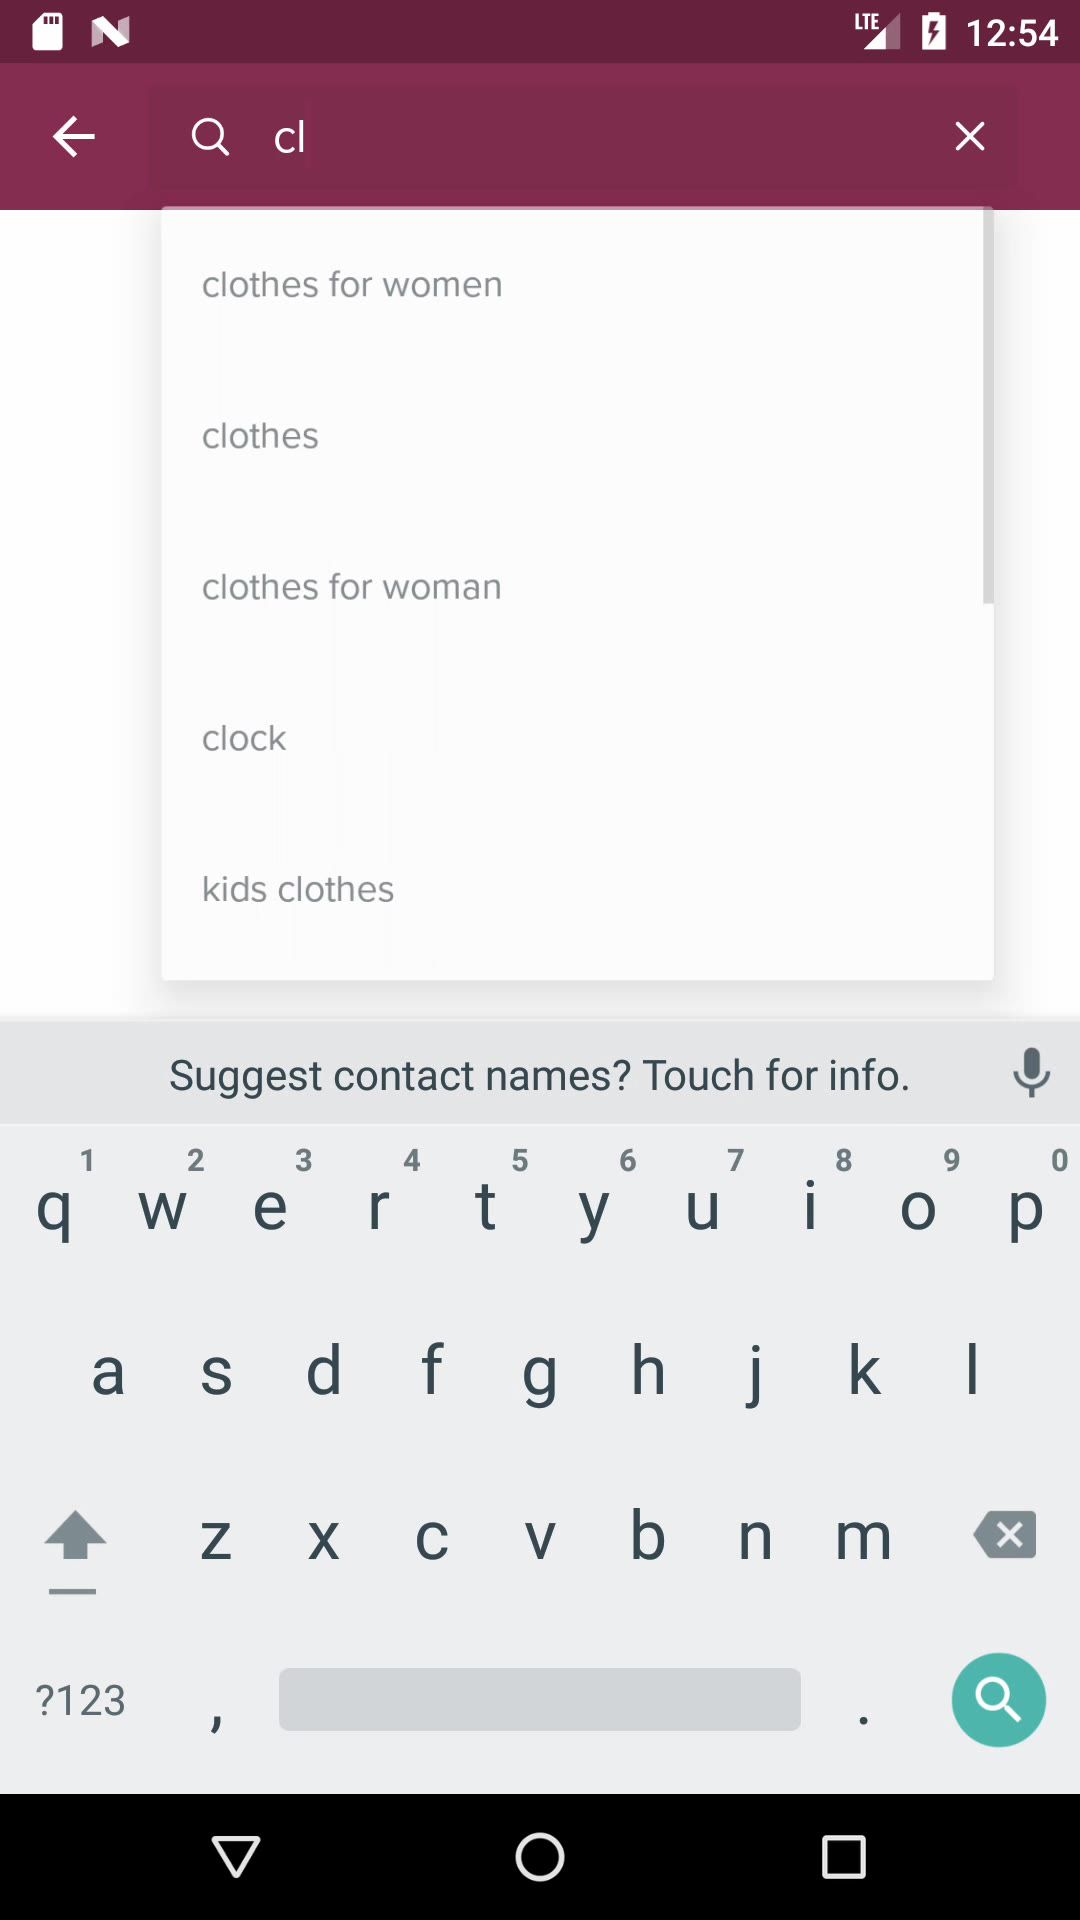 LTE 12:54
cl
clothes for women
clothes
clothes for woman
clock
kids clothes
Suggest contact names? Touch for info.
1 2 3 4 5 6 7 8 9 0
q w e r t y u i o p
a s d f g h j k l
z x c v b n m
?123 , .